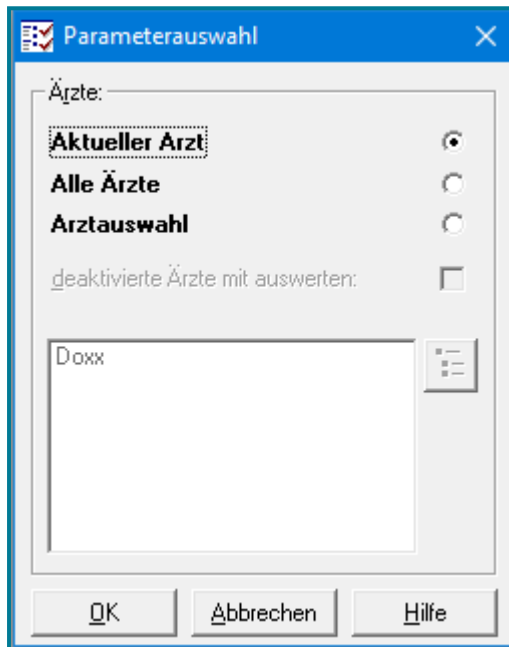 Parameterauswahl
Ärzte:
Aktueller Arzt
Alle Ärzte
Arztauswahl
deaktivierte Ärzte mit auswerten:
Doxx
OK Abbrechen Hilfe